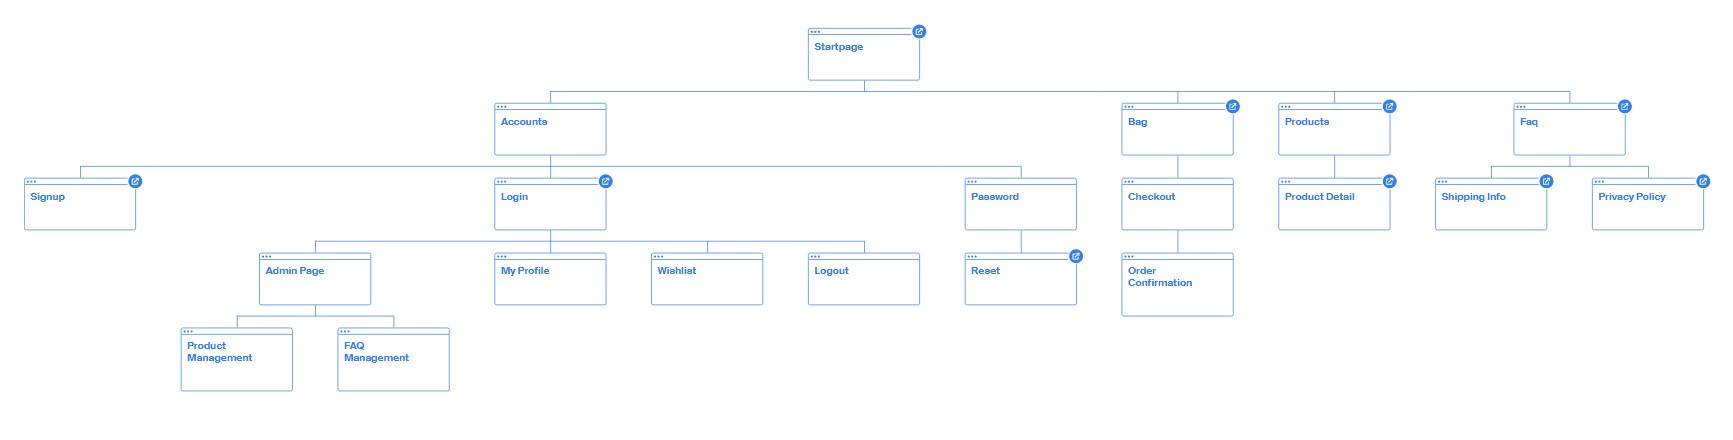 Startpage
Accounts
Bag
Products
Faq
Signup
Login
Password
Checkout
Product Detail
Shipping Info
Privacy Policy
Admin Page
My Profile
Wishlist
Logout
Reset
Order
Confirmation
Product
Management
FAQ
Management